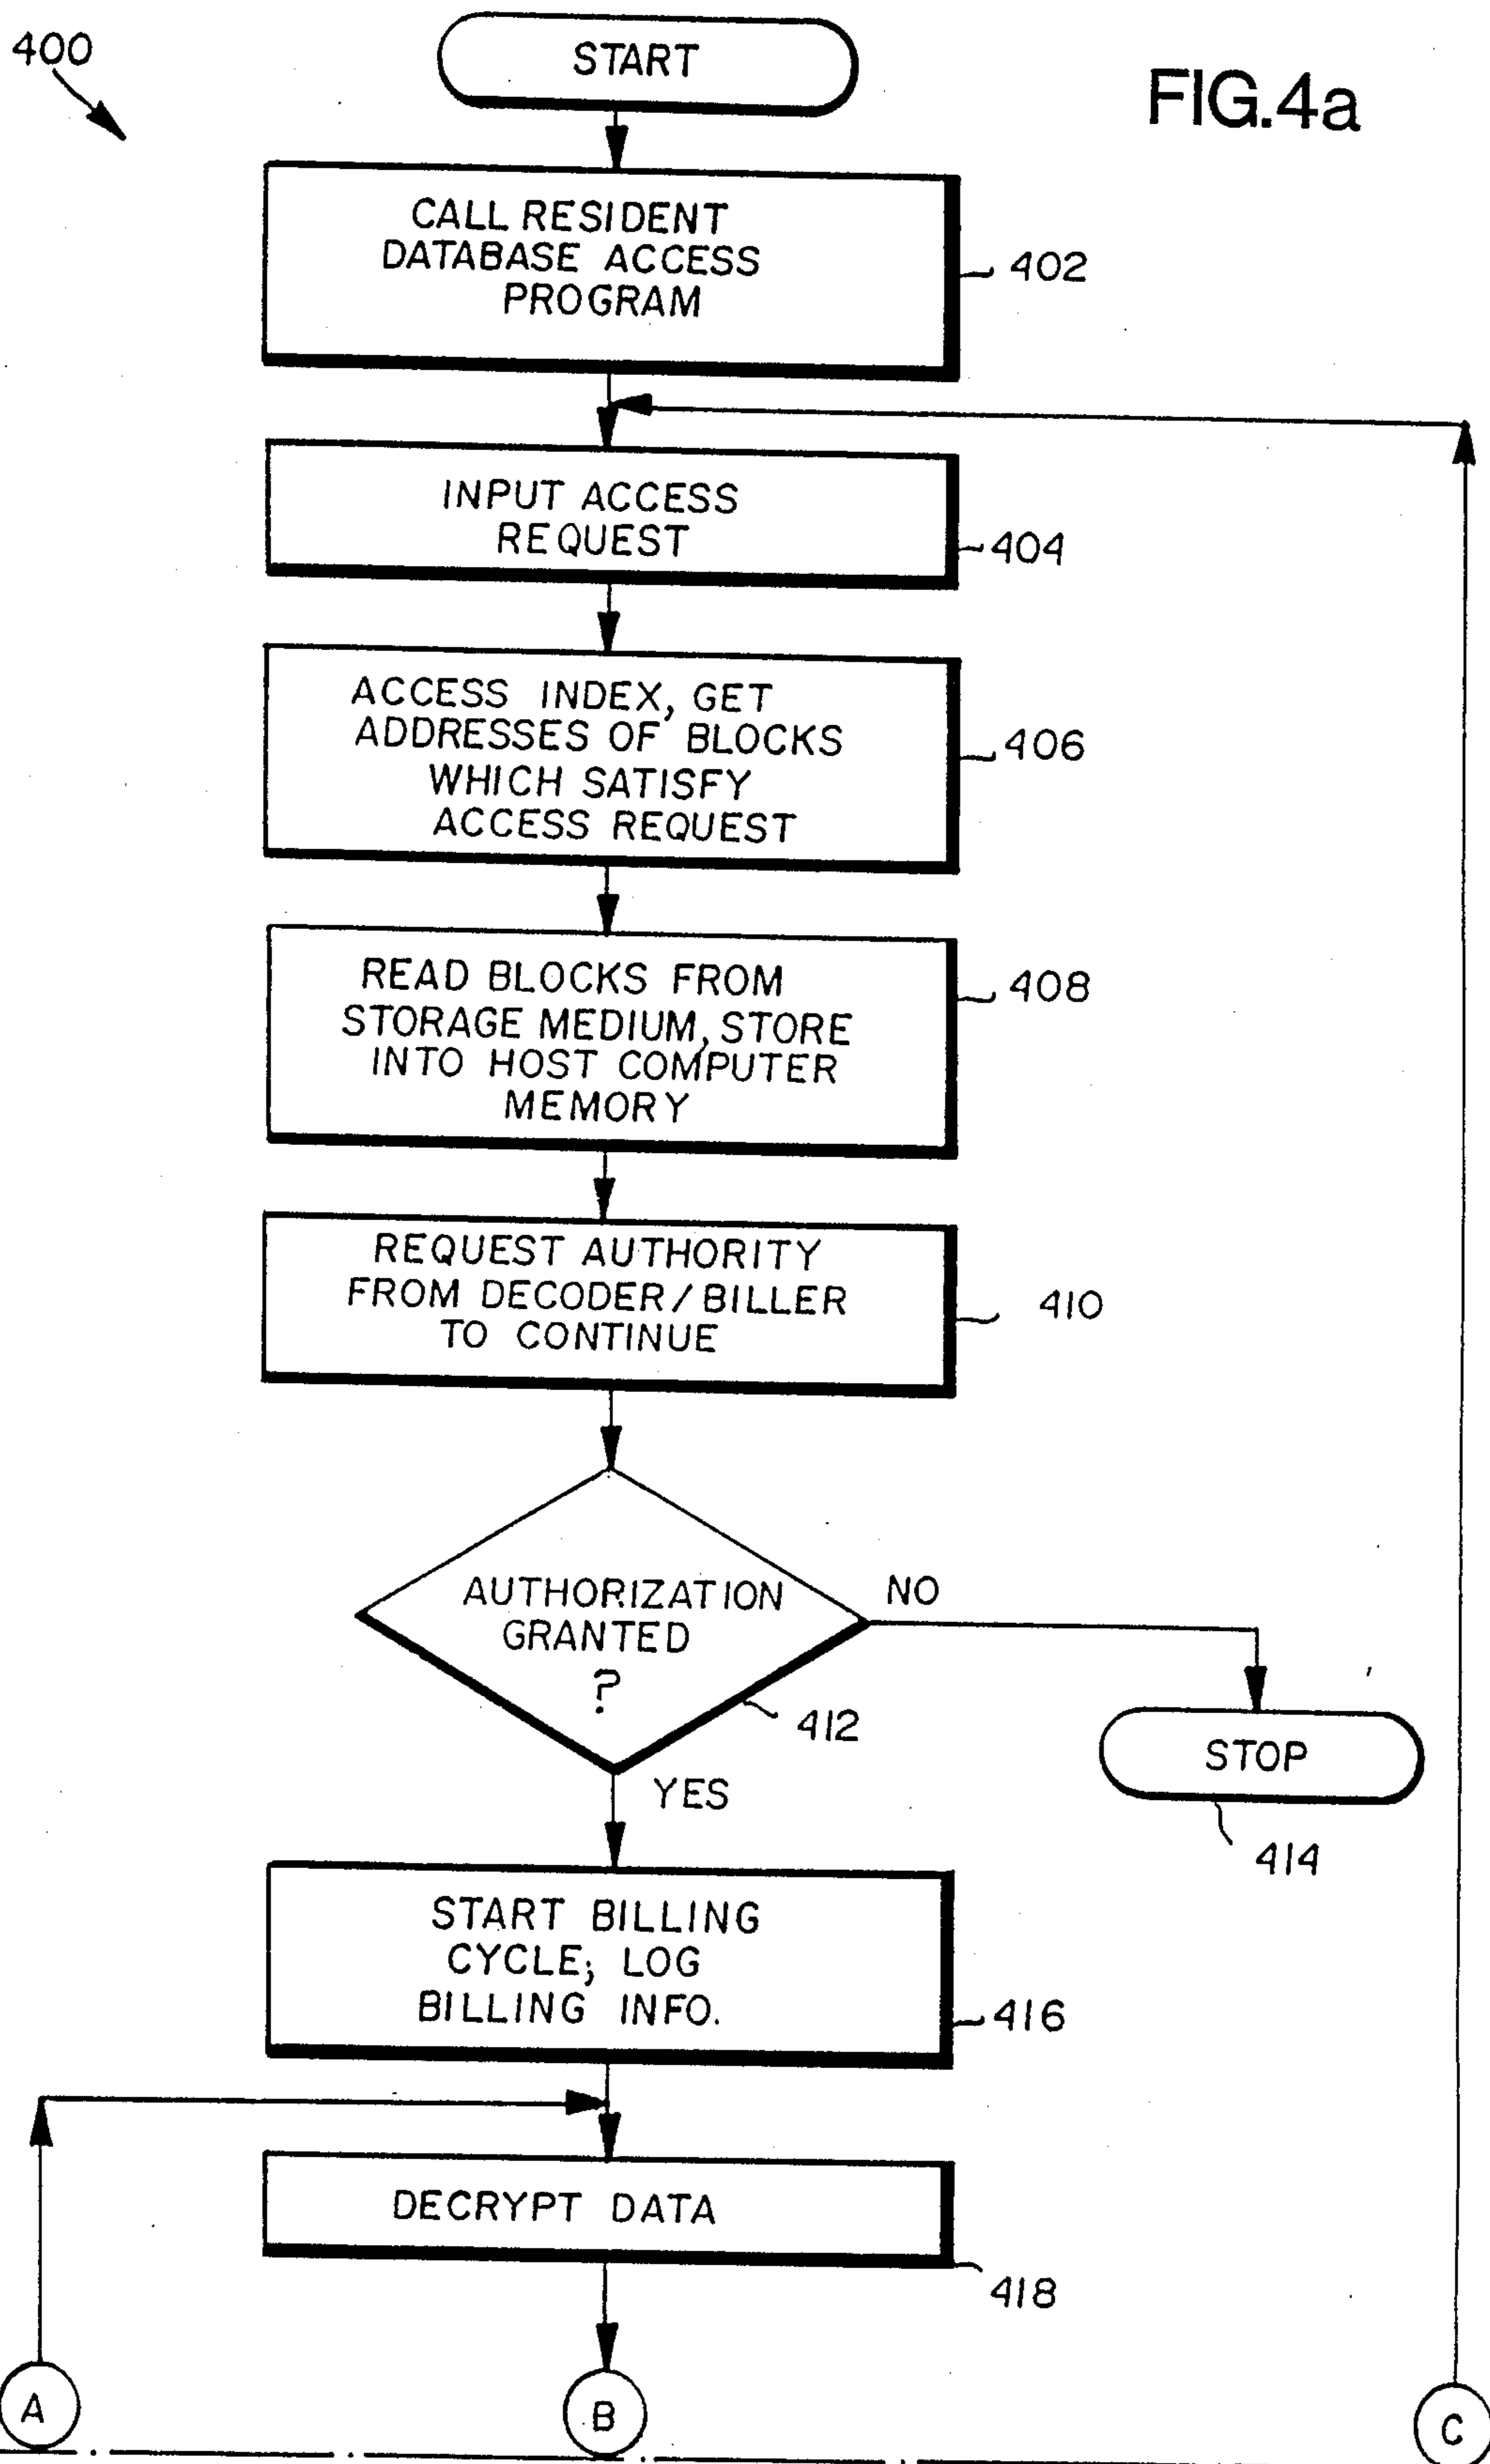 400
START
FIG.4a
CALL RESIDENT
DATABASE ACCESS
PROGRAM
402
INPUT ACCESS
REQUEST
404
ACCESS INDEX, GET
ADDRESSES OF BLOCKS
WHICH SATISFY
ACCESS REQUEST
406
READ BLOCKS FROM
STORAGE MEDIUM, STORE
INTO HOST COMPUTER
MEMORY
408
REQUEST AUTHORITY
FROM DECODER/BILLER
TO CONTINUE
410
AUTHORIZATION
GRANTED
?
412
NO
STOP
414
YES
START BILLING
CYCLE; LOG
BILLING INFO.
416
DECRYPT DATA
418
A
B
C